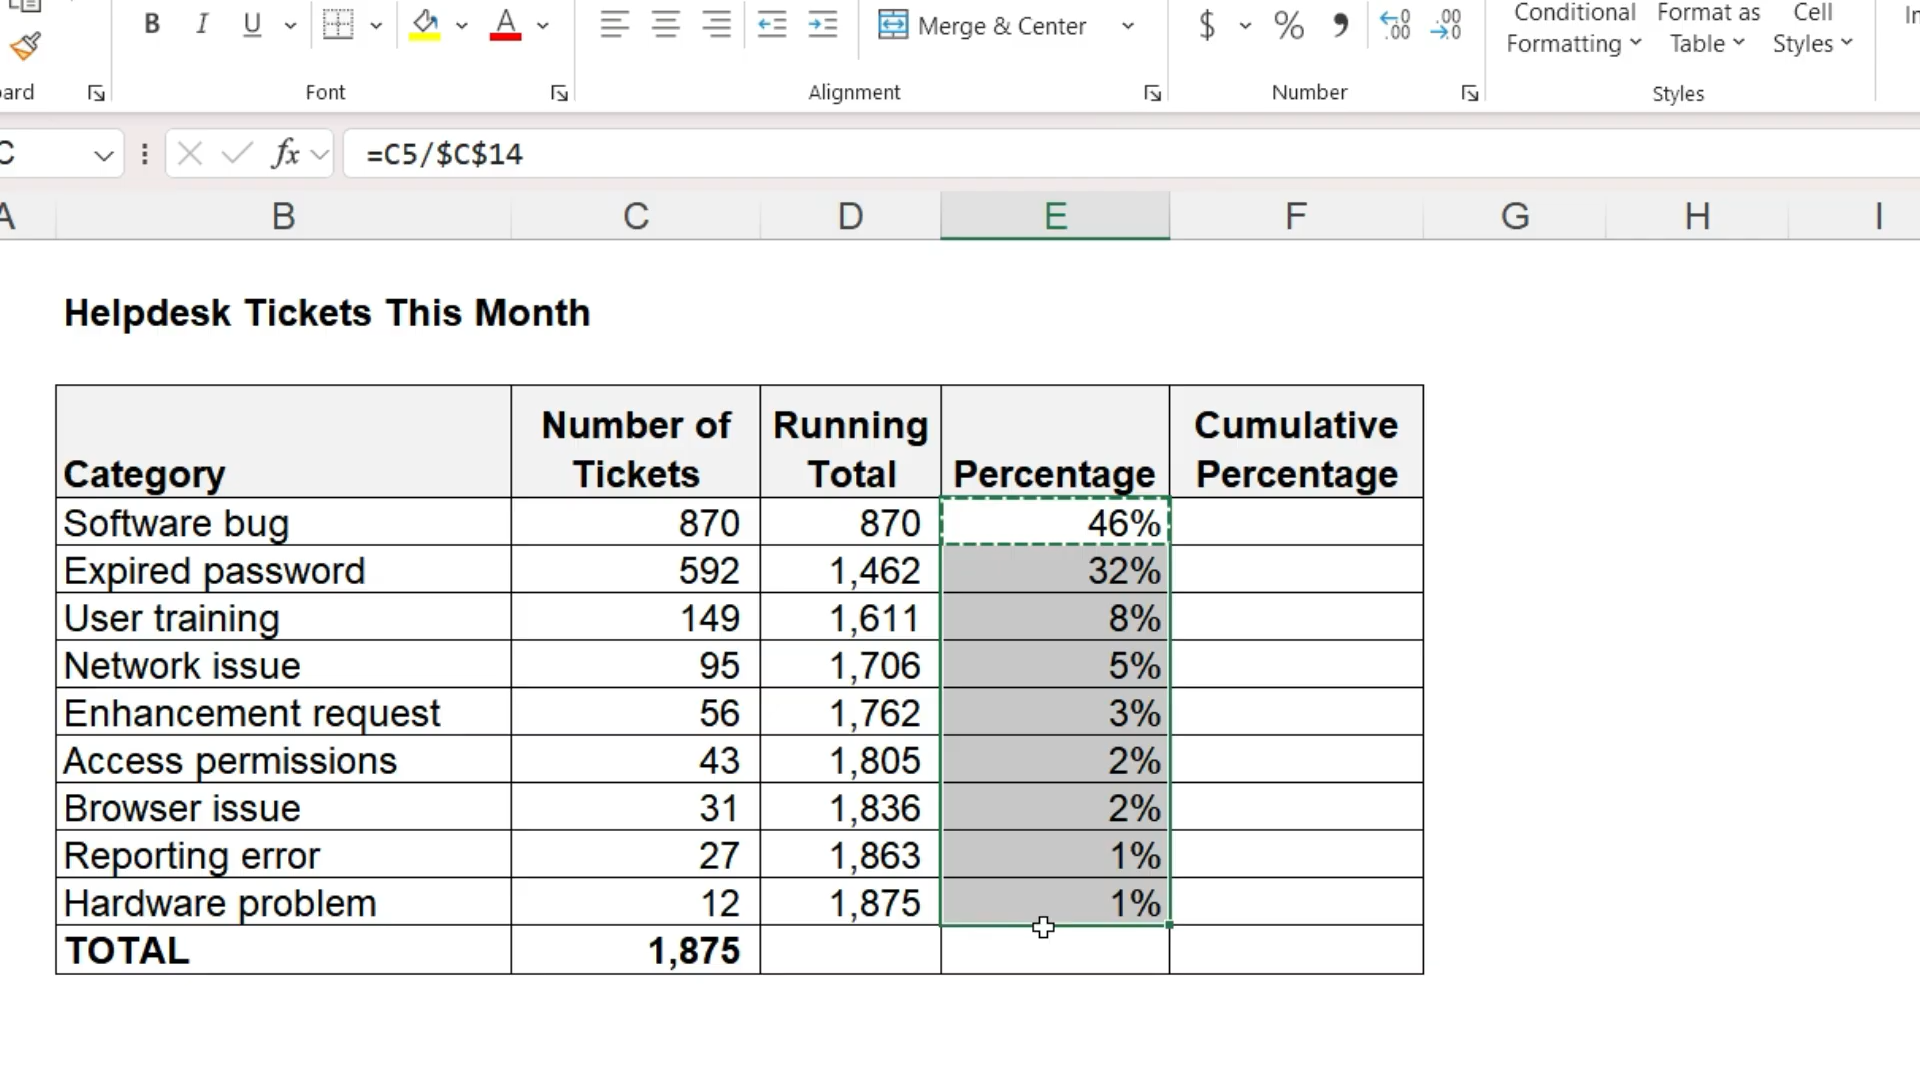 B I U A Merge & Center $ % Conditional Formatting Format as Table Cell Styles
Font Alignment Number Styles
fx =C5/$C$14
A B C D E F G H I
Helpdesk Tickets This Month
Category Number of Tickets Running Total Percentage Cumulative Percentage
Software bug 870 870 46%
Expired password 592 1,462 32%
User training 149 1,611 8%
Network issue 95 1,706 5%
Enhancement request 56 1,762 3%
Access permissions 43 1,805 2%
Browser issue 31 1,836 2%
Reporting error 27 1,863 1%
Hardware problem 12 1,875 1%
TOTAL 1,875